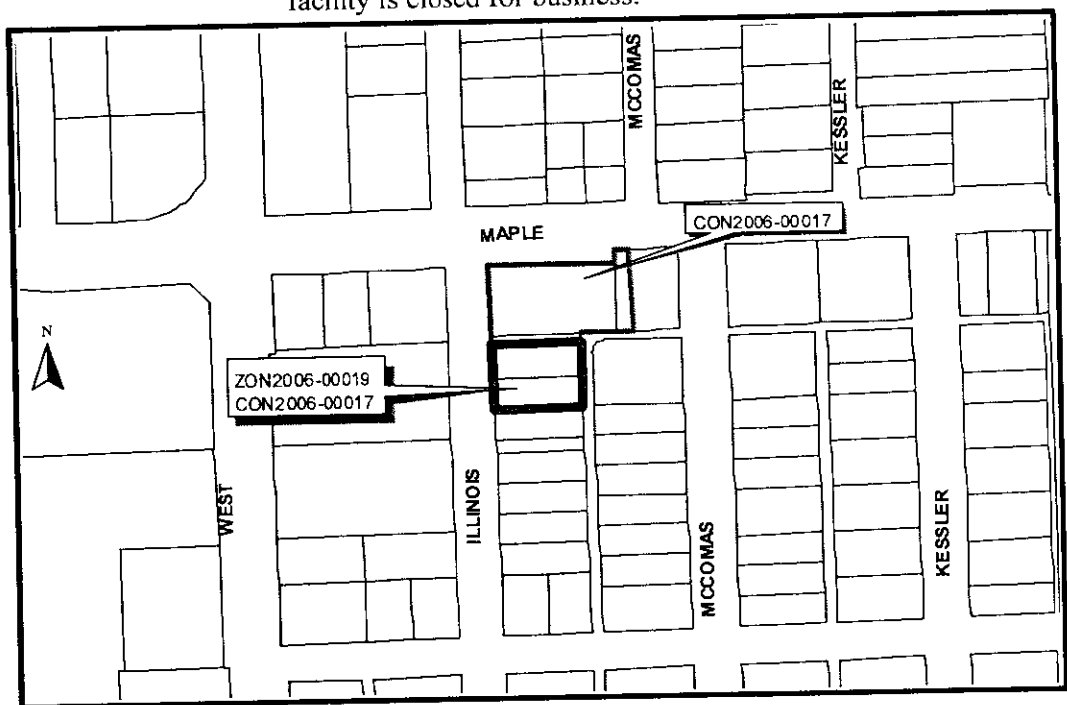 facility is closed for business.
MCCOMAS
KESSLER
CON2006-00017
MAPLE
N
ZON2006-00019
CON2006-00017
WEST
ILLINOIS
MCCOMAS
KESSLER